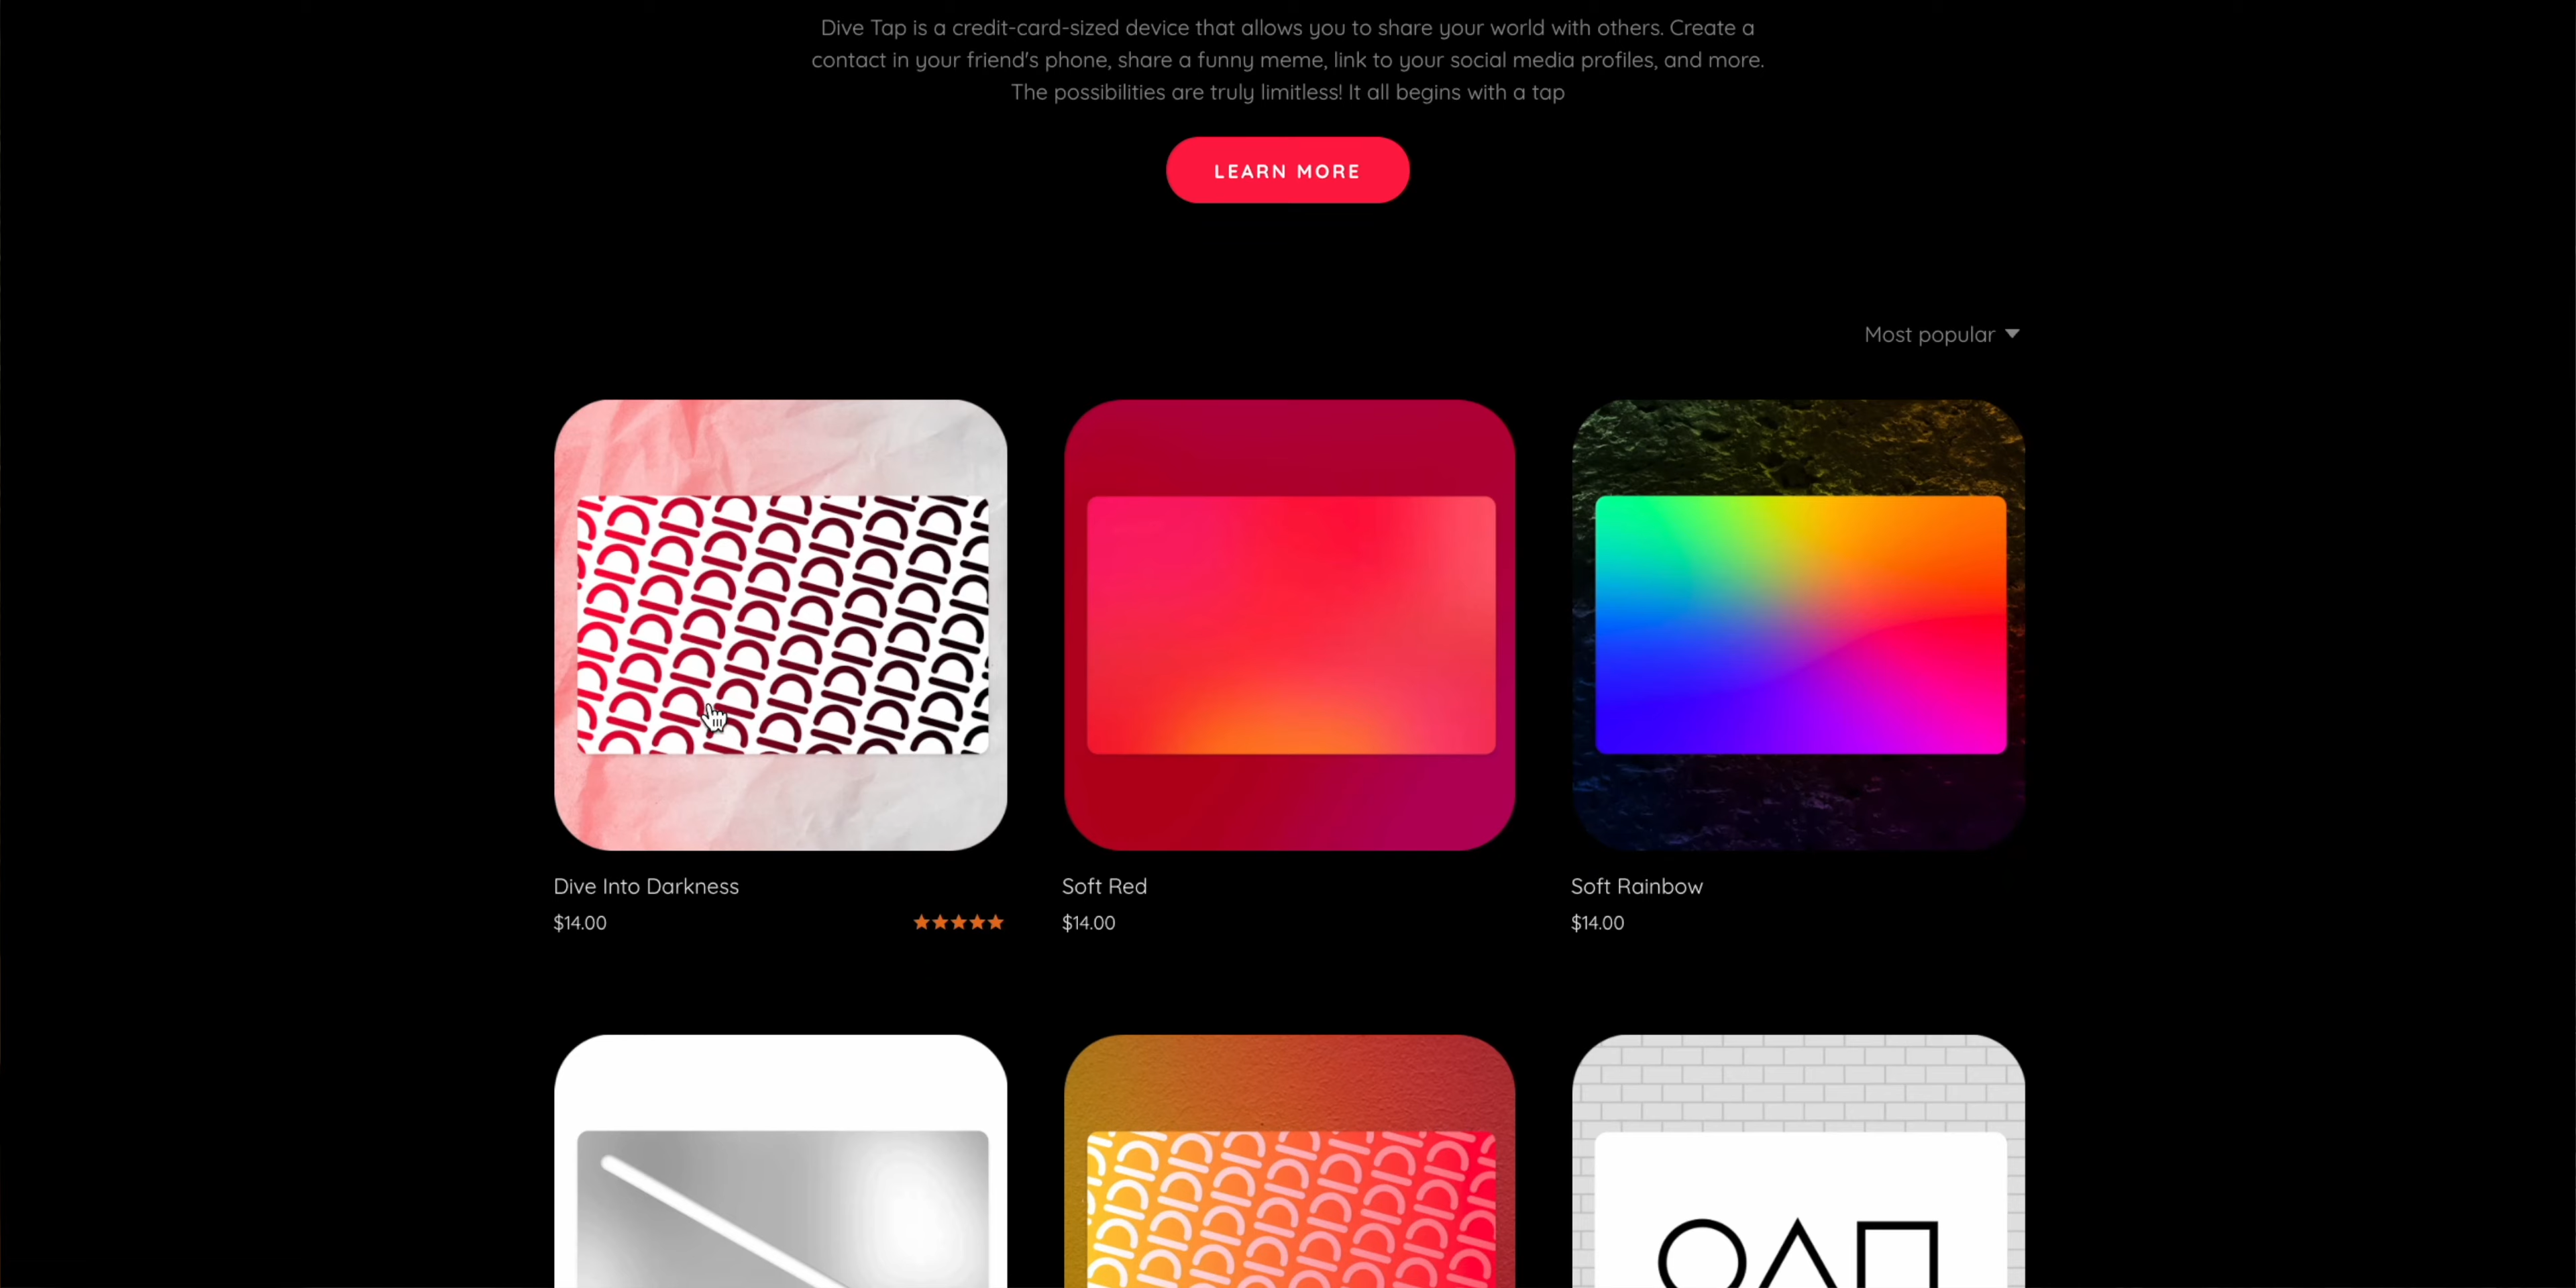 Dive Tap is a credit-card-sized device that allows you to share your world with others. Create a
contact in your friend's phone, share a funny meme, link to your social media profiles, and more.
The possibilities are truly limitless! It all begins with a tap
LEARN MORE
Most popular
Dive Into Darkness
$14.00
Soft Red
$14.00
Soft Rainbow
$14.00